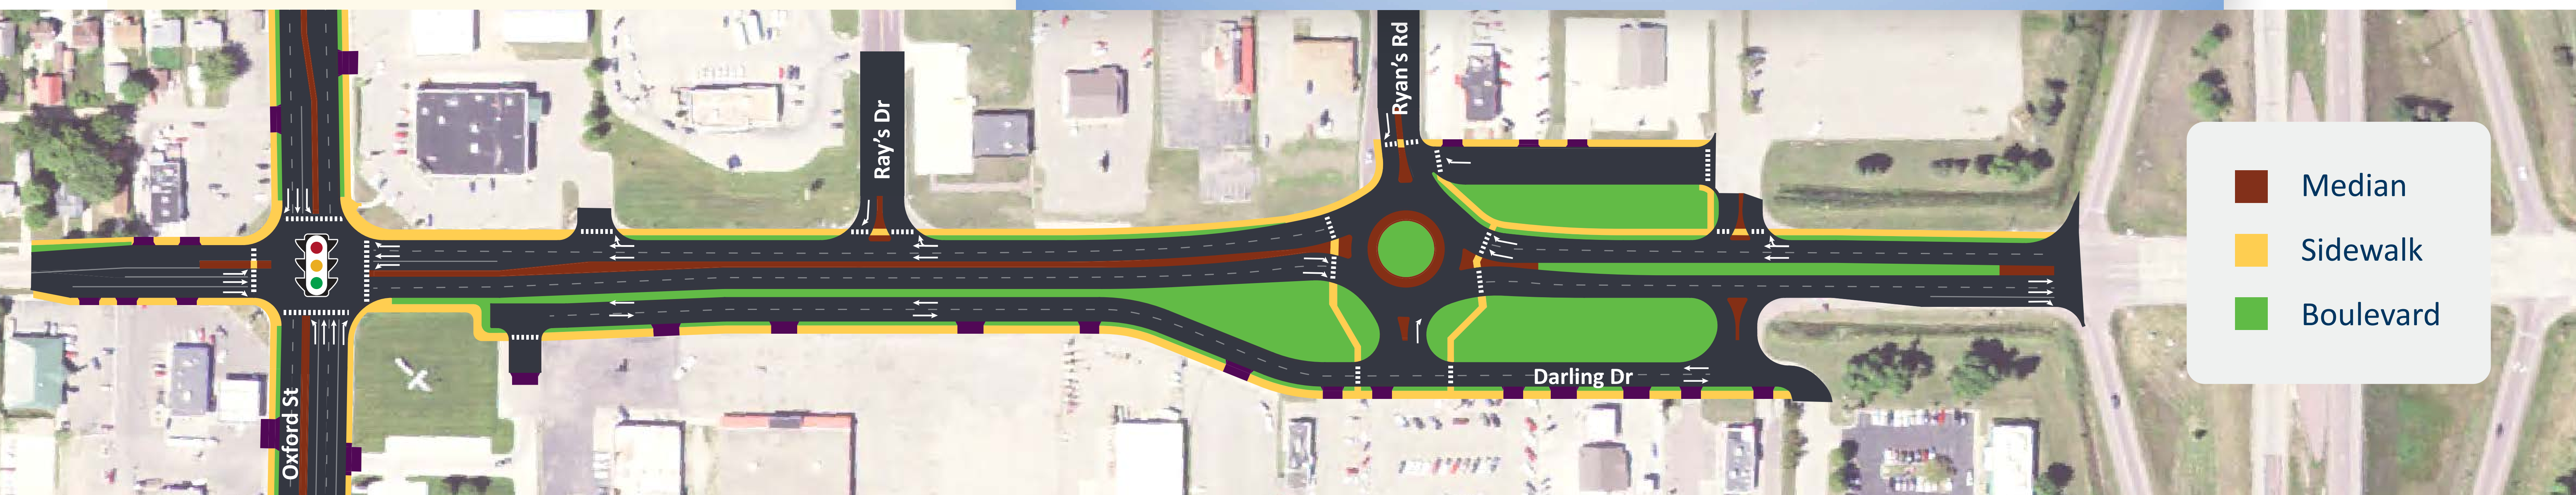 Ryan's Rd
Ray's Dr
Median
Sidewalk
Boulevard
Darling Dr
Oxford St